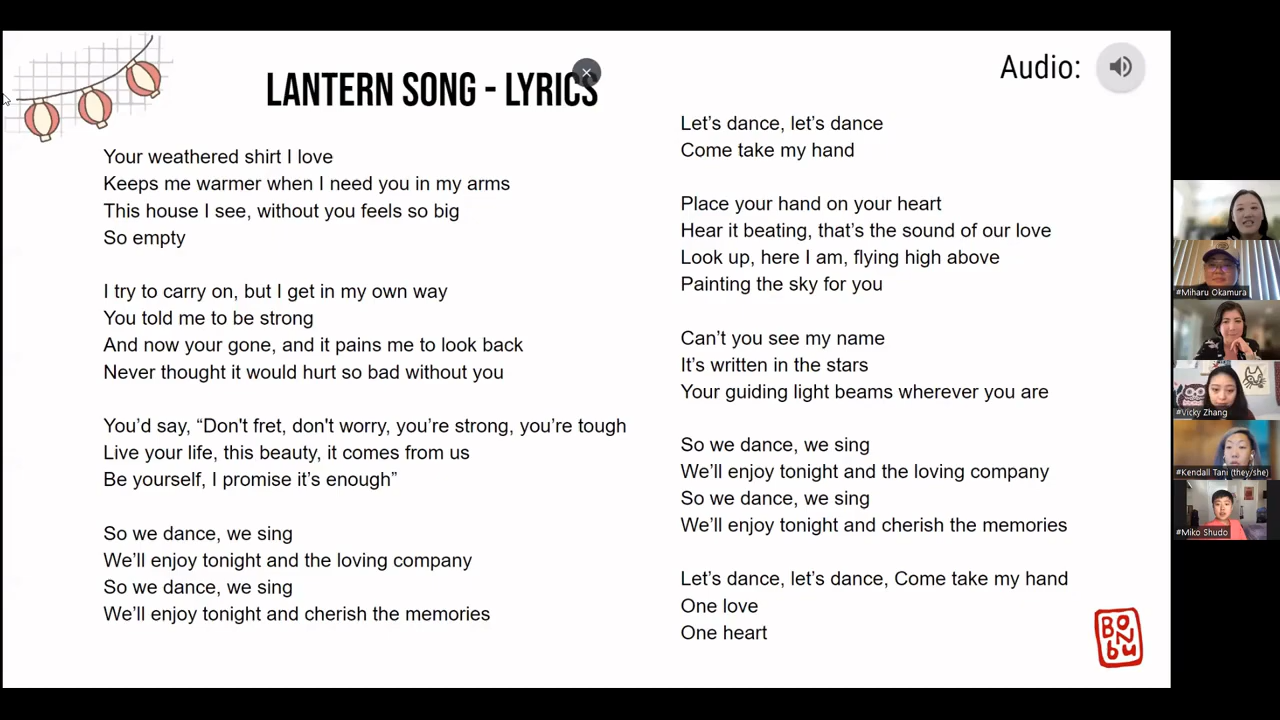 LANTERN SONG - LYRICS
Your weathered shirt I love
Keeps me warmer when I need you in my arms
This house I see, without you feels so big
So empty
I try to carry on, but I get in my own way
You told me to be strong
And now your gone, and it pains me to look back
Never thought it would hurt so bad without you
You'd say, “Don't fret, don't worry, you’re strong, you’re tough
Live your life, this beauty, it comes from us
Be yourself, I promise it’s enough”
So we dance, we sing
We’ll enjoy tonight and the loving company
So we dance, we sing
We’ll enjoy tonight and cherish the memories
Audio:
Let’s dance, let’s dance
Come take my hand
Place your hand on your heart
Hear it beating, that’s the sound of our love
Look up, here I am, flying high above
Painting the sky for you
Can’t you see my name
It’s written in the stars
Your guiding light beams wherever you are
So we dance, we sing
We’ll enjoy tonight and the loving company
So we dance, we sing
We’ll enjoy tonight and cherish the memories
Let’s dance, let’s dance, Come take my hand
One love
One heart
BON
bu
#Miharu Okamura
#Vicky Zhang
#Kendall Tani (they/she)
#Miko Shudo